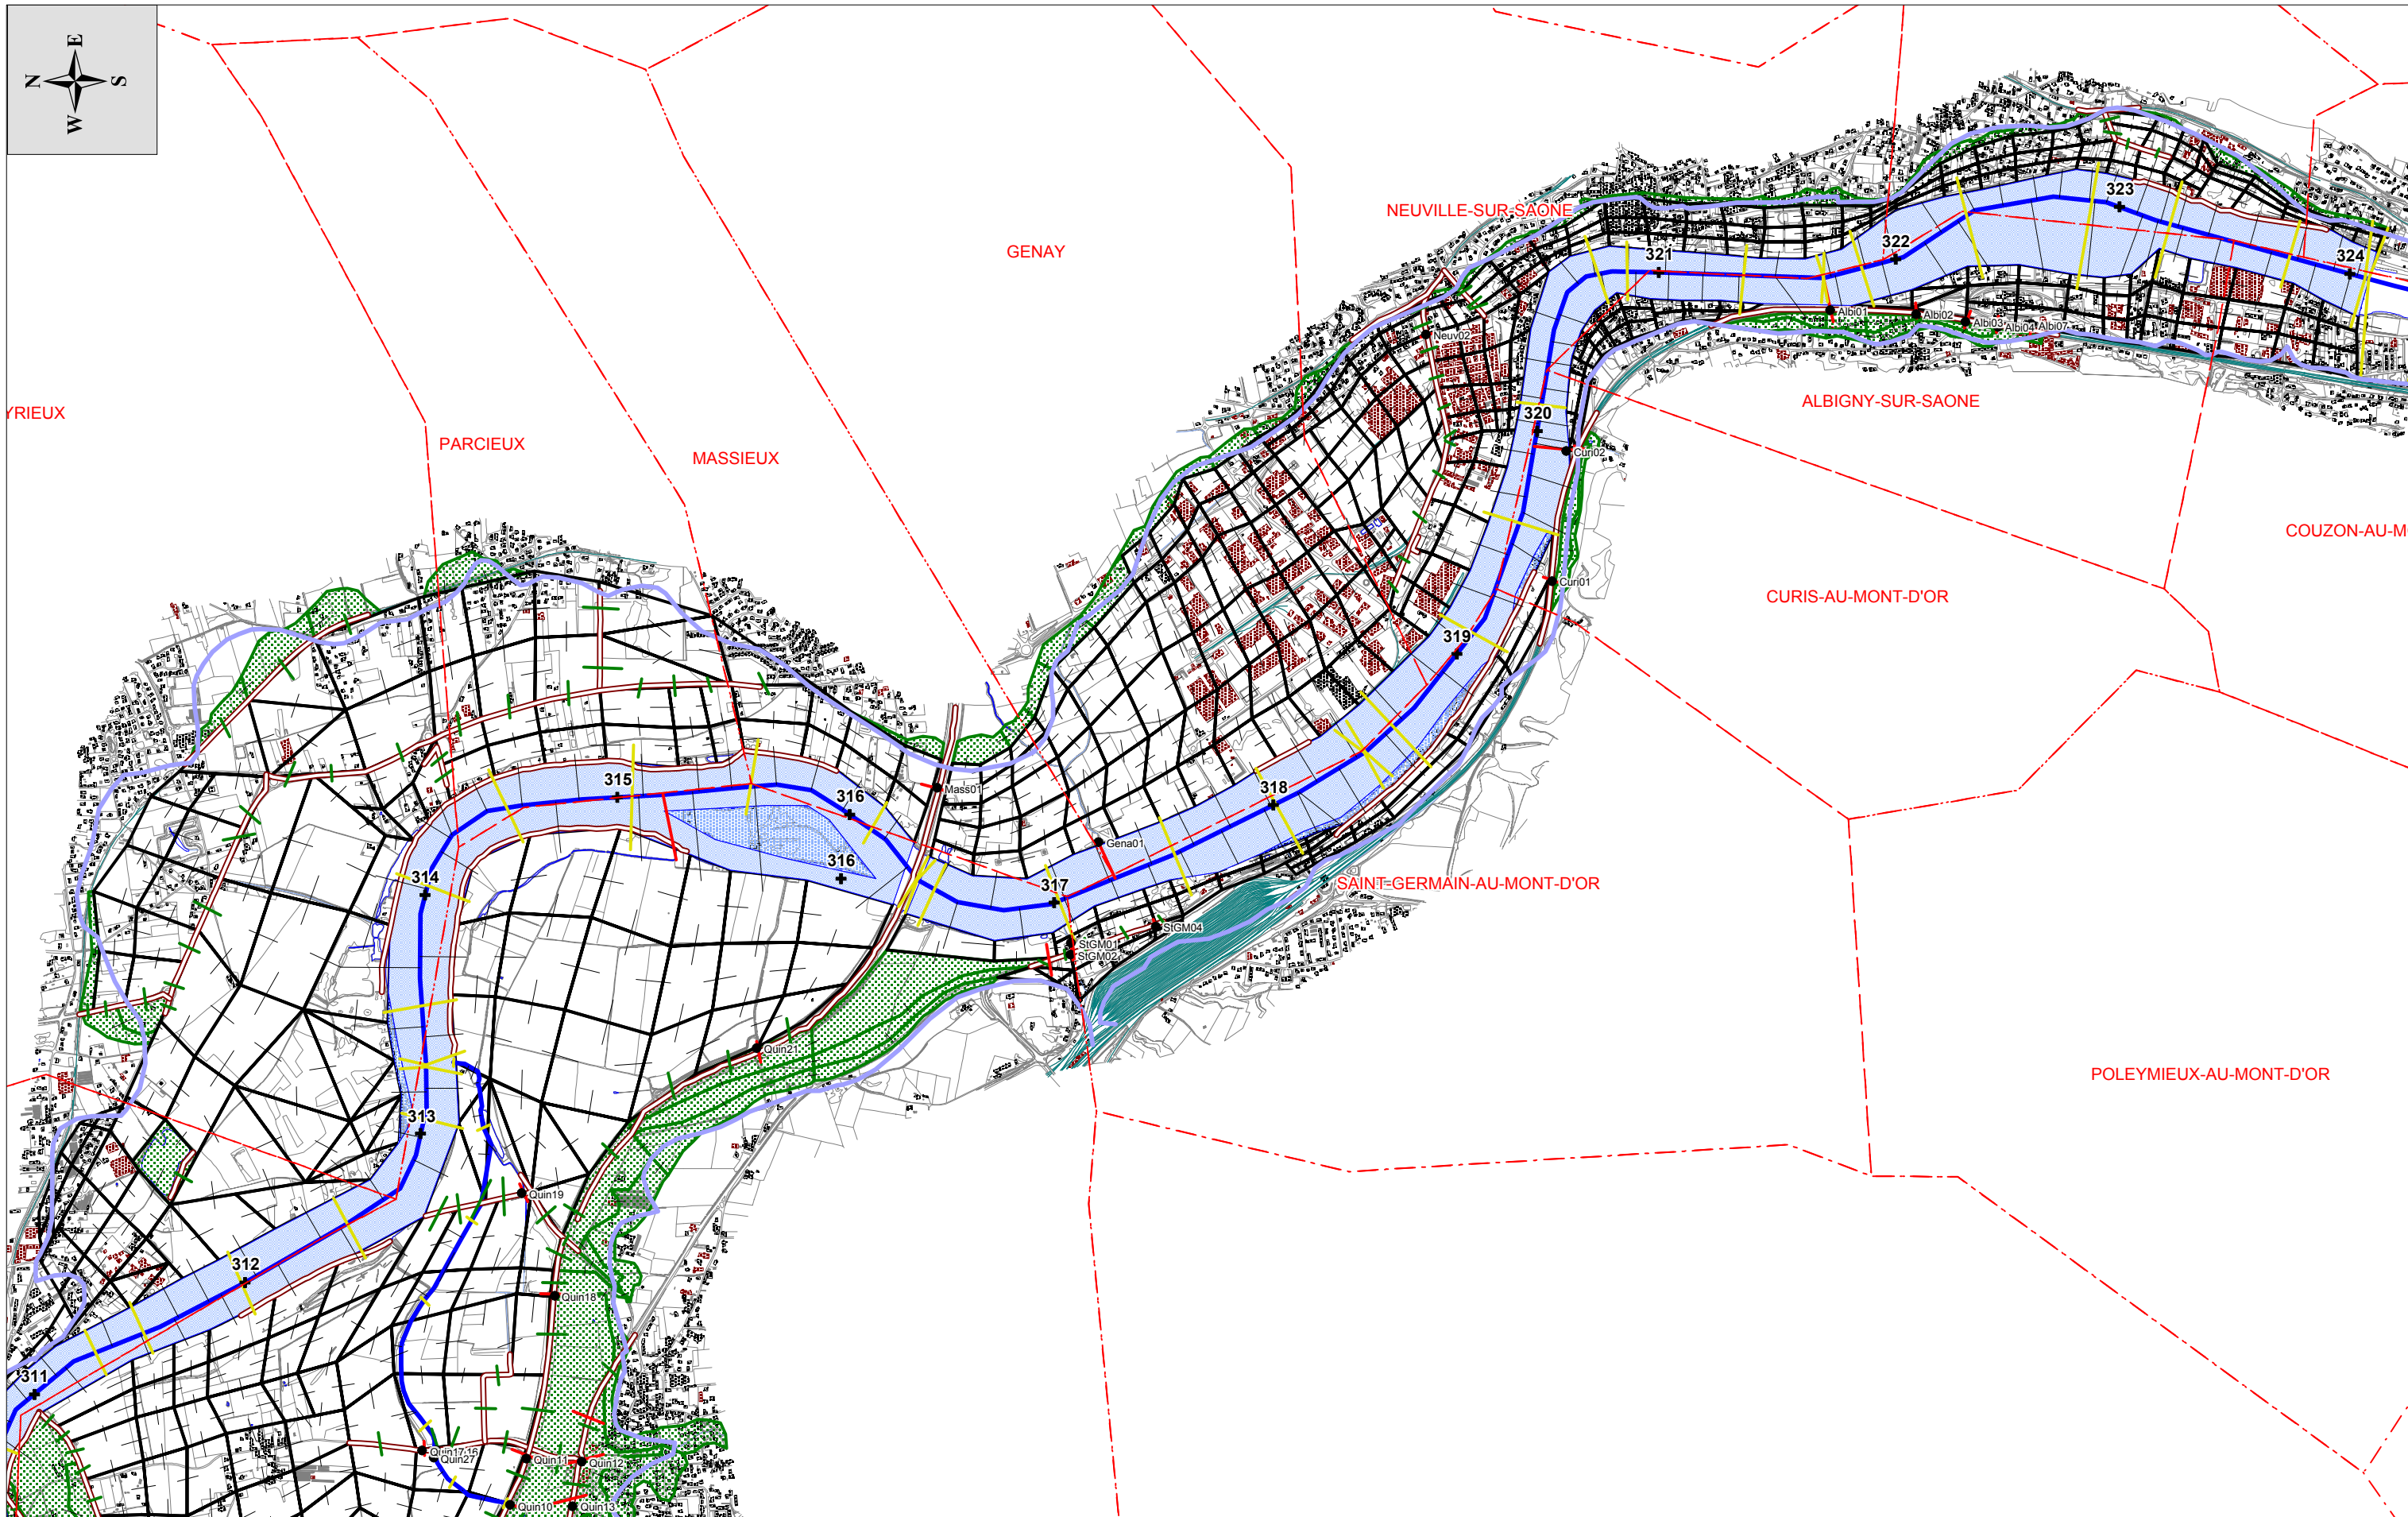 E
N
S
W
323
NEUVILLE-SUR-SAONE
322
GENAY
321
324
Albi01
Albi02
Albi03
Albi04
Albi07
Neuv02
ALBIGNY-SUR-SAONE
YRIEUX
320
PARCIEUX
Curi02
MASSIEUX
COUZON-AU-M
Curi01
CURIS-AU-MONT-D'OR
319
315
318
Mass01
316
Gena01
316
SAINT-GERMAIN-AU-MONT-D'OR
314
317
StGM04
StGM01
StGM02
Quin21
POLEYMIEUX-AU-MONT-D'OR
313
Quin19
312
Quin18
311
Quin27
Quin11
Quin12
Quin10
Quin13